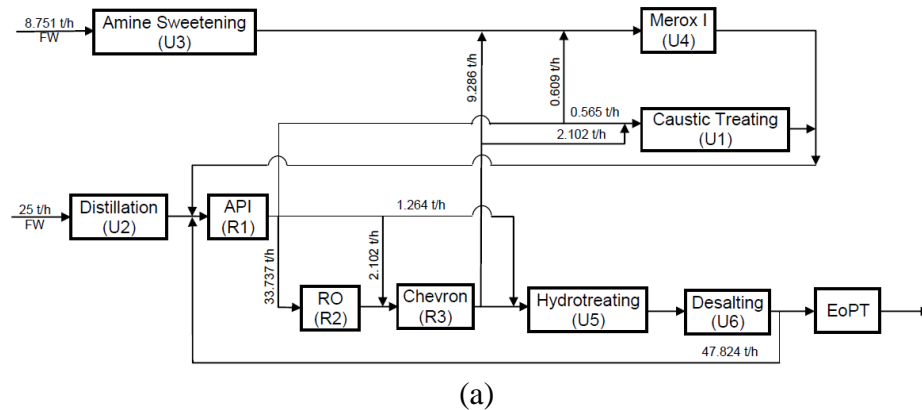 8.751 t/h
FW
Amine Sweetening
(U3)
Merox I
(U4)
9.286 t/h
0.609 t/h
0.565 t/h
2.102 t/h
Caustic Treating
(U1)
25 t/h
FW
Distillation
(U2)
API
(R1)
1.264 t/h
33.737 t/h
2.102 t/h
RO
(R2)
Chevron
(R3)
Hydrotreating
(U5)
Desalting
(U6)
EoPT
47.824 t/h
(a)